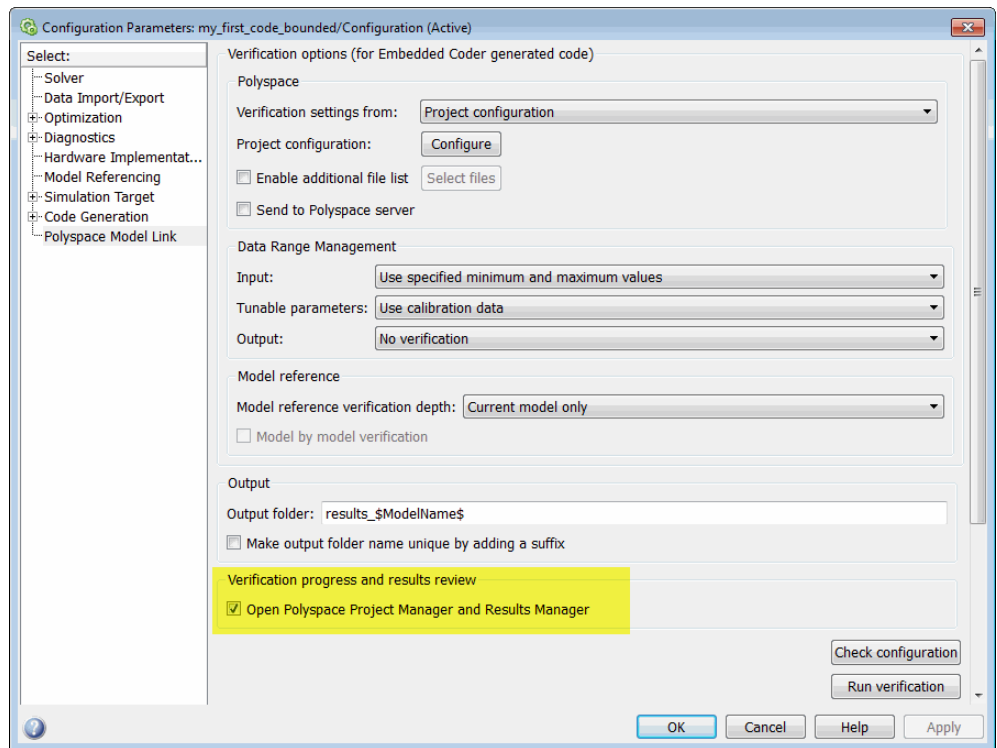 Configuration Parameters: my_first_code_bounded/Configuration (Active)
Select:
Solver
Data Import/Export
Optimization
Diagnostics
Hardware Implementat...
Model Referencing
Simulation Target
Code Generation
Polyspace Model Link
Verification options (for Embedded Coder generated code)
Polyspace
Verification settings from: Project configuration
Project configuration: Configure
Enable additional file list Select files
Send to Polyspace server
Data Range Management
Input: Use specified minimum and maximum values
Tunable parameters: Use calibration data
Output: No verification
Model reference
Model reference verification depth: Current model only
Model by model verification
Output
Output folder: results_$ModelName$
Make output folder name unique by adding a suffix
Verification progress and results review
Open Polyspace Project Manager and Results Manager
Check configuration
Run verification
OK Cancel Help Apply